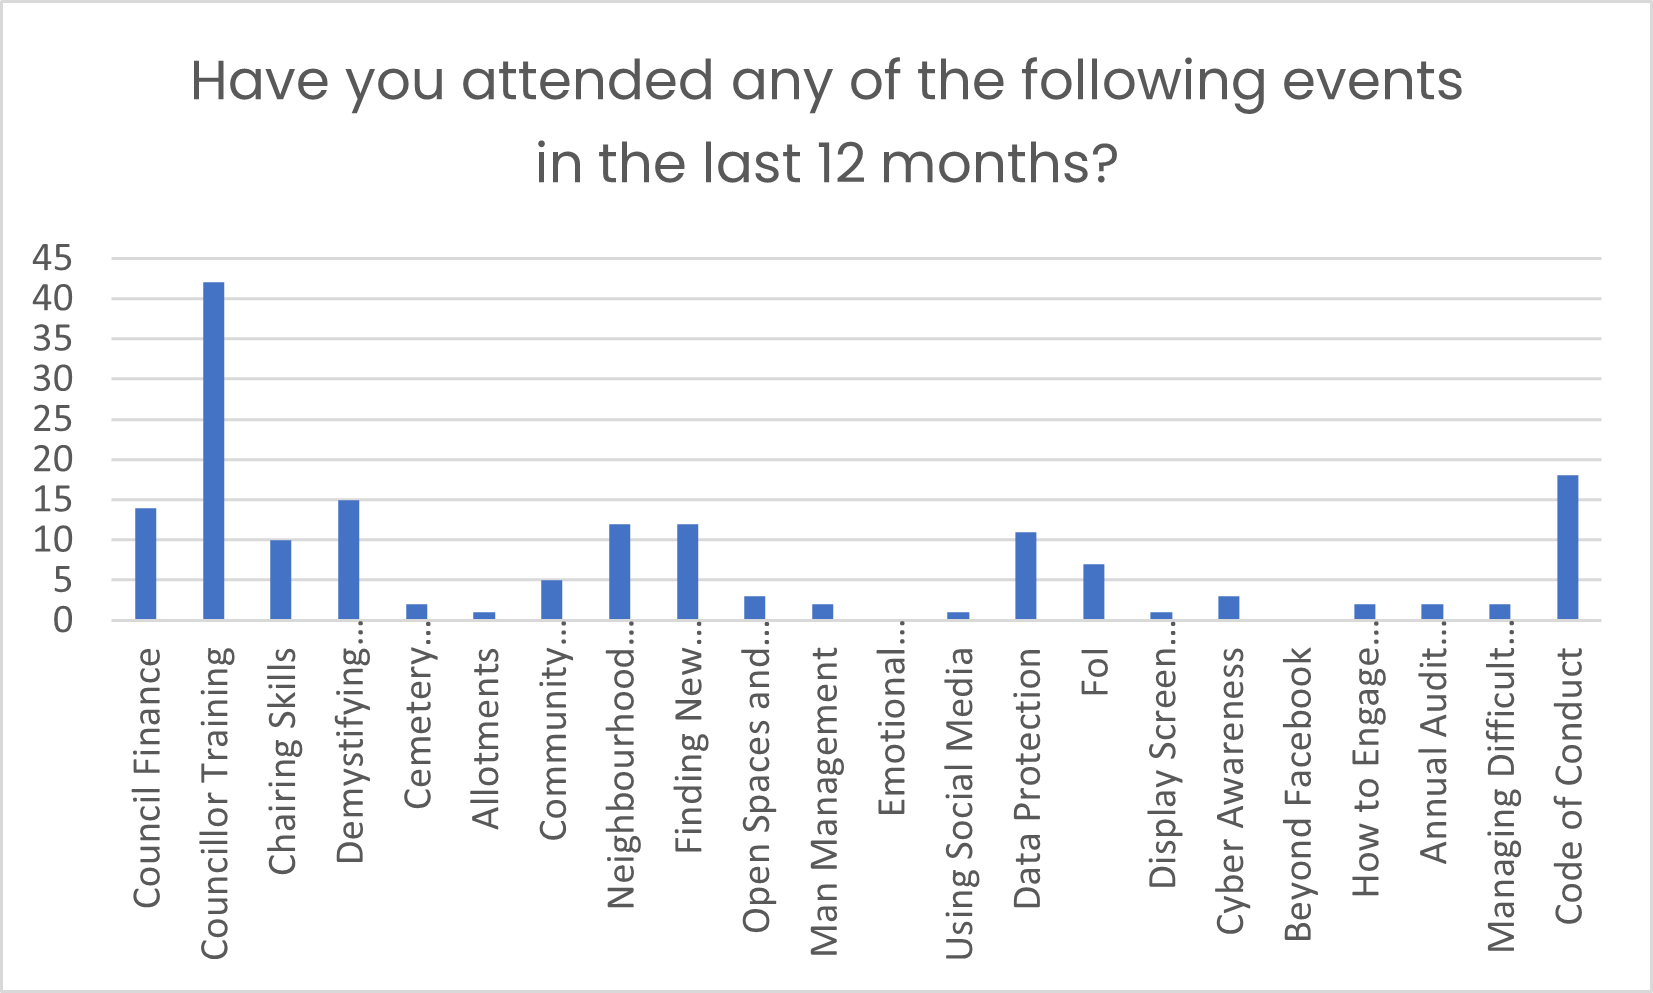 Have you attended any of the following events
in the last 12 months?
45
40
35
30
25
20
15
10
5
0
Council Finance
Councillor Training
Chairing Skills
Demystifying...
Cemetery...
Allotments
Community...
Neighbourhood...
Finding New...
Open Spaces and...
Man Management
Emotional...
Using Social Media
Data Protection
FoI
Display Screen...
Cyber Awareness
Beyond Facebook
How to Engage...
Annual Audit...
Managing Difficult...
Code of Conduct